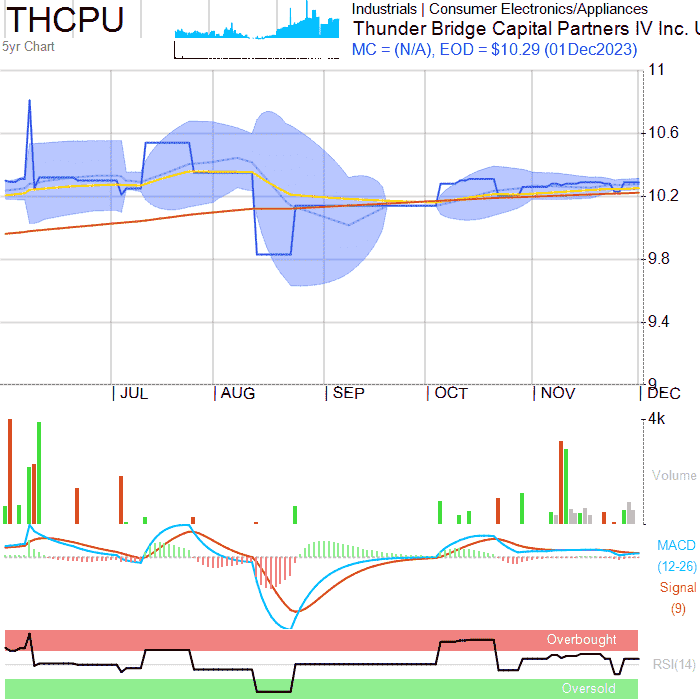 THCPU
5yr Chart
Industrials | Consumer Electronics/Appliances
Thunder Bridge Capital Partners IV Inc. U
MC = (N/A), EOD = $10.29 (01Dec2023)
11
10.6
10.2
9.8
9.4
9
JUL
AUG
SEP
OCT
NOV
DEC
4k
Volume
MACD
(12-26)
Signal
(9)
Overbought
RSI(14)
Oversold